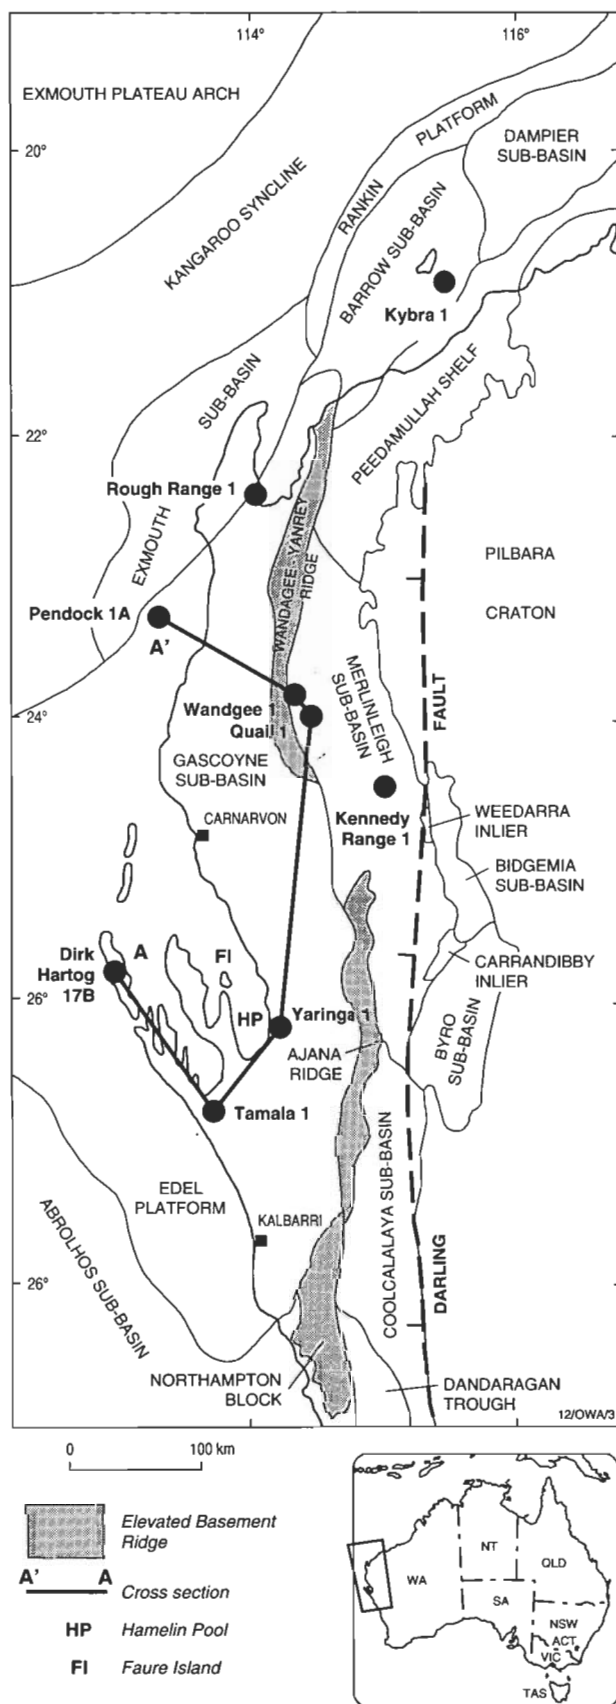 114°
116°
EXMOUTH PLATEAU ARCH
20°
PLATFORM
DAMPIER
SUB-BASIN
KANGAROO SYNCLINE
RANKIN
BARROW SUB-BASIN
Kybra 1
SUB-BASIN
PEEDAMULLAH SHELF
22°
Rough Range 1
EXMOUTH
WANDAGEE - YANREY
RIDGE
PILBARA
CRATON
Pendock 1A
A'
MERLINLEIGH
SUB-BASIN
FAULT
Wandgee 1
Quail 1
24°
GASCOYNE
SUB-BASIN
CARNARVON
Kennedy
Range 1
WEEDARRA
INLIER
BIDGEMIA
SUB-BASIN
Dirk
Hartog
17B
A
FI
CARRANDIBBY
INLIER
26°
HP
Yaringa 1
AJANA
RIDGE
BYRO
SUB-BASIN
Tamala 1
EDEL
PLATFORM
KALBARRI
COOLCALALAYA SUB-BASIN
ABROLHOS SUB-BASIN
26°
DARLING
NORTHAMPTON
BLOCK
DANDARAGAN
TROUGH
12/OWA/3
0 100 km
Elevated Basement
Ridge
A' A
Cross section
HP Hamelin Pool
FI Faure Island
WA
NT
QLD
SA
NSW
ACT
VIC
TAS